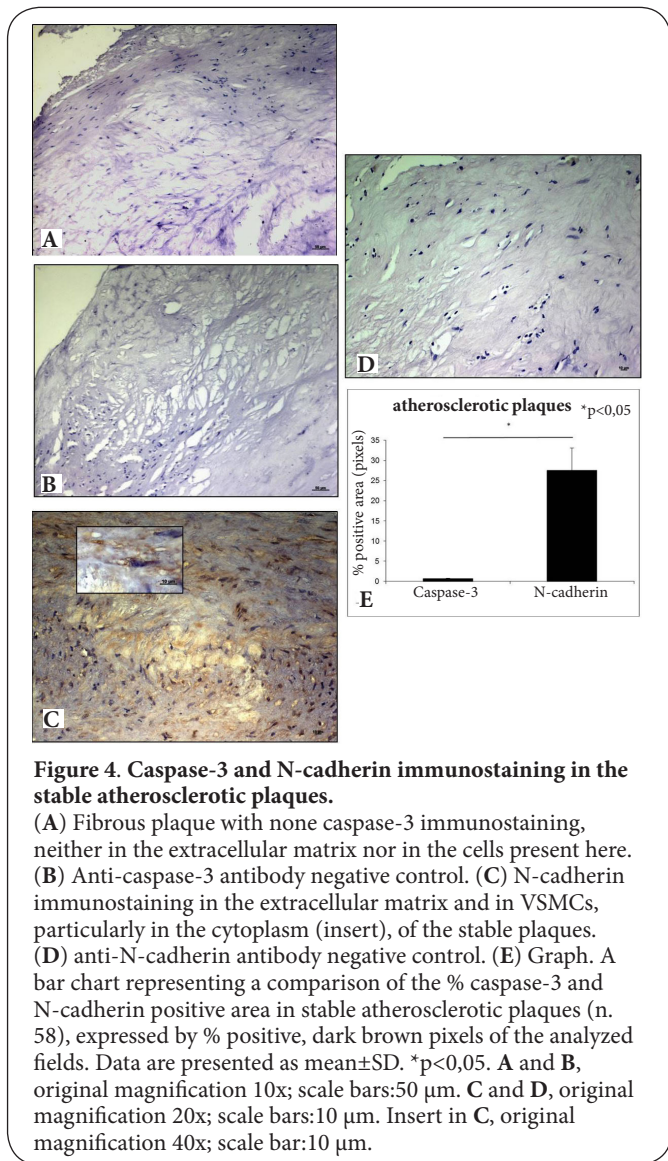 A
50 µm
B
50 µm
C
10 µm
D
atherosclerotic plaques
*p<0,05
*
% positive area (pixels)
35
30
25
20
15
10
5
0
Caspase-3 N-cadherin
E
Figure 4. Caspase-3 and N-cadherin immunostaining in the
stable atherosclerotic plaques.
(A) Fibrous plaque with none caspase-3 immunostaining,
neither in the extracellular matrix nor in the cells present here.
(B) Anti-caspase-3 antibody negative control. (C) N-cadherin
immunostaining in the extracellular matrix and in VSMCs,
particularly in the cytoplasm (insert), of the stable plaques.
(D) anti-N-cadherin antibody negative control. (E) Graph. A
bar chart representing a comparison of the % caspase-3 and
N-cadherin positive area in stable atherosclerotic plaques (n.
58), expressed by % positive, dark brown pixels of the analyzed
fields. Data are presented as mean±SD. *p<0,05. A and B,
original magnification 10x; scale bars:50 µm. C and D, original
magnification 20x; scale bars:10 µm. Insert in C, original
magnification 40x; scale bar:10 µm.